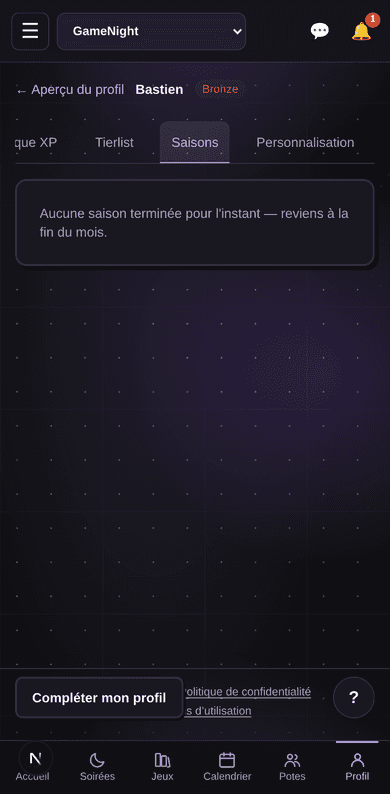 GameNight
1
← Aperçu du profil Bastien Bronze
que XP Tierlist Saisons Personnalisation
Aucune saison terminée pour l'instant — reviens à la
fin du mois.
Compléter mon profil
olitique de confidentialité
s d'utilisation
?
N
Accueil Soirées Jeux Calendrier Potes Profil